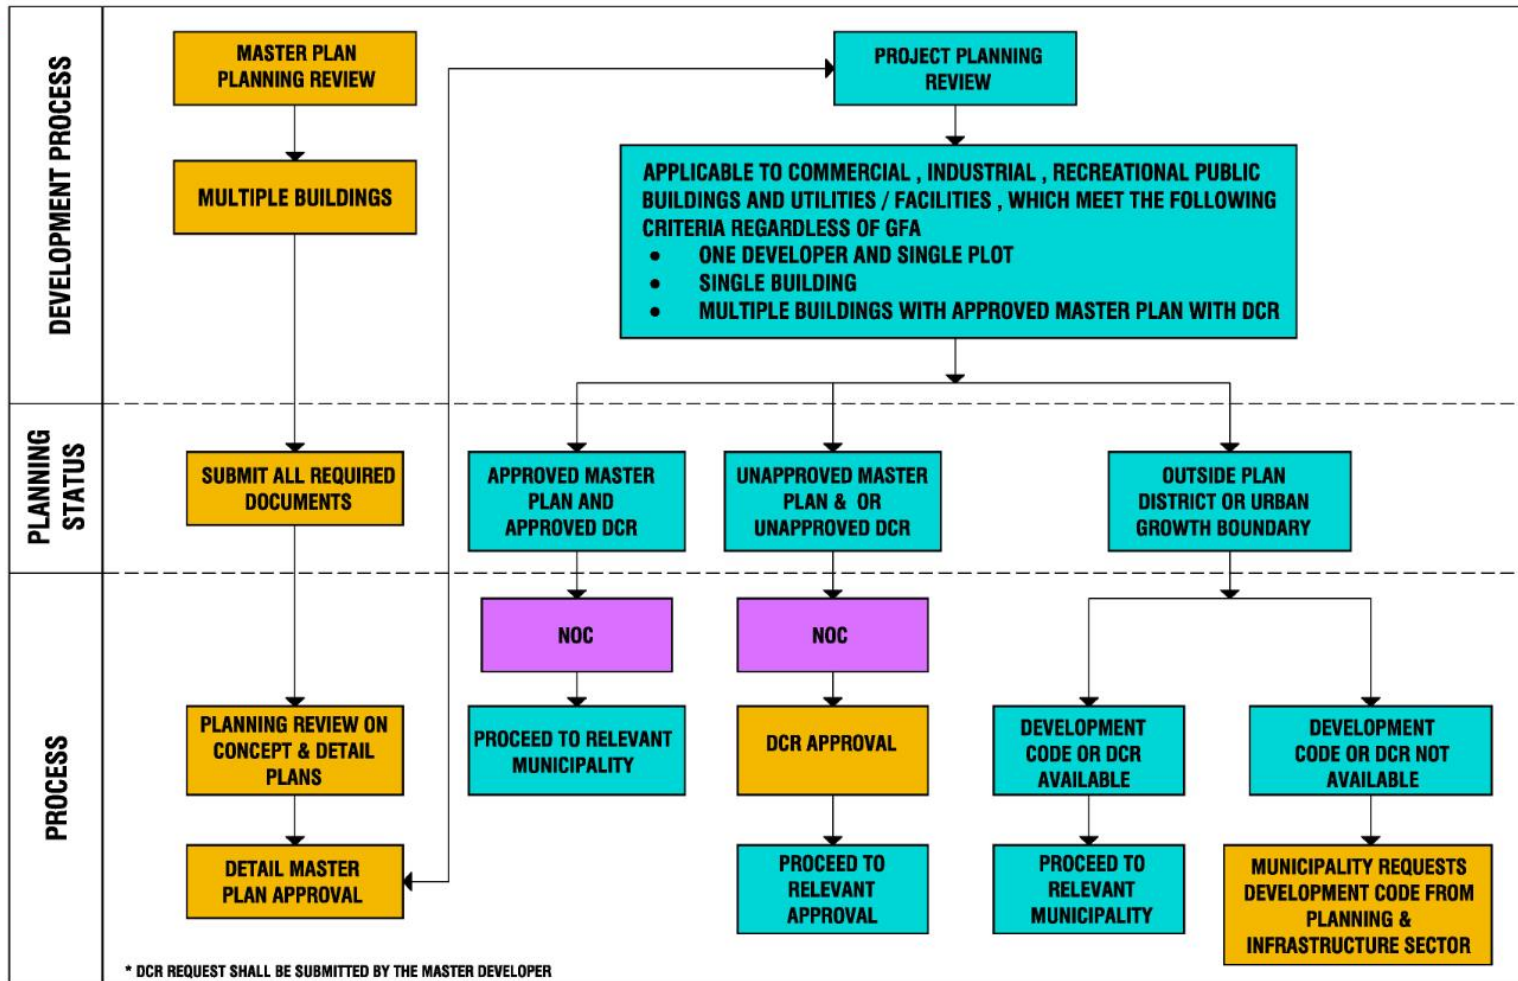 DEVELOPMENT PROCESS
MASTER PLAN
PLANNING REVIEW
MULTIPLE BUILDINGS
PROJECT PLANNING
REVIEW
APPLICABLE TO COMMERCIAL , INDUSTRIAL , RECREATIONAL PUBLIC
BUILDINGS AND UTILITIES / FACILITIES , WHICH MEET THE FOLLOWING
CRITERIA REGARDLESS OF GFA
• ONE DEVELOPER AND SINGLE PLOT
• SINGLE BUILDING
• MULTIPLE BUILDINGS WITH APPROVED MASTER PLAN WITH DCR
PLANNING
STATUS
SUBMIT ALL REQUIRED
DOCUMENTS
APPROVED MASTER
PLAN AND
APPROVED DCR
UNAPPROVED MASTER
PLAN & OR
UNAPPROVED DCR
OUTSIDE PLAN
DISTRICT OR URBAN
GROWTH BOUNDARY
PROCESS
PLANNING REVIEW ON
CONCEPT & DETAIL
PLANS
DETAIL MASTER
PLAN APPROVAL
NOC
PROCEED TO RELEVANT
MUNICIPALITY
NOC
DCR APPROVAL
PROCEED TO
RELEVANT
APPROVAL
DEVELOPMENT
CODE OR DCR
AVAILABLE
PROCEED TO
RELEVANT
MUNICIPALITY
DEVELOPMENT
CODE OR DCR NOT
AVAILABLE
MUNICIPALITY REQUESTS
DEVELOPMENT CODE FROM
PLANNING &
INFRASTRUCTURE SECTOR
* DCR REQUEST SHALL BE SUBMITTED BY THE MASTER DEVELOPER